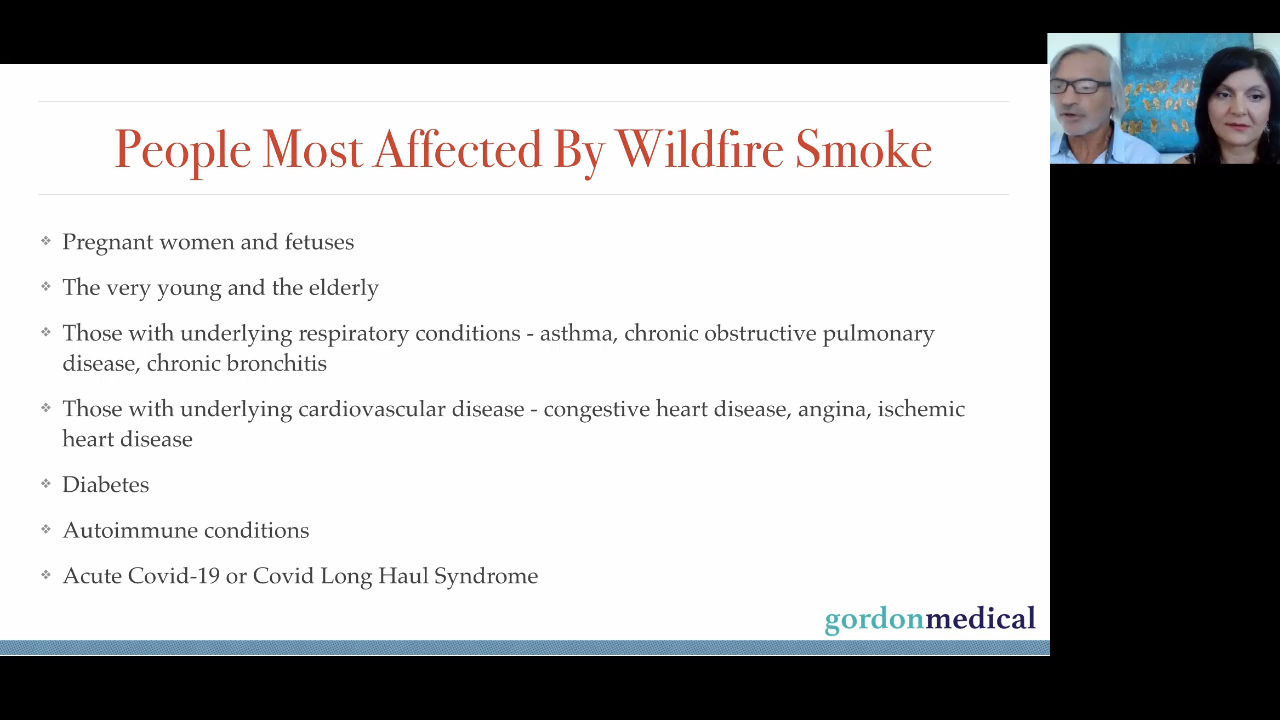 People Most Affected By Wildfire Smoke
Pregnant women and fetuses
The very young and the elderly
Those with underlying respiratory conditions - asthma, chronic obstructive pulmonary
disease, chronic bronchitis
Those with underlying cardiovascular disease - congestive heart disease, angina, ischemic
heart disease
Diabetes
Autoimmune conditions
Acute Covid-19 or Covid Long Haul Syndrome
gordonmedical